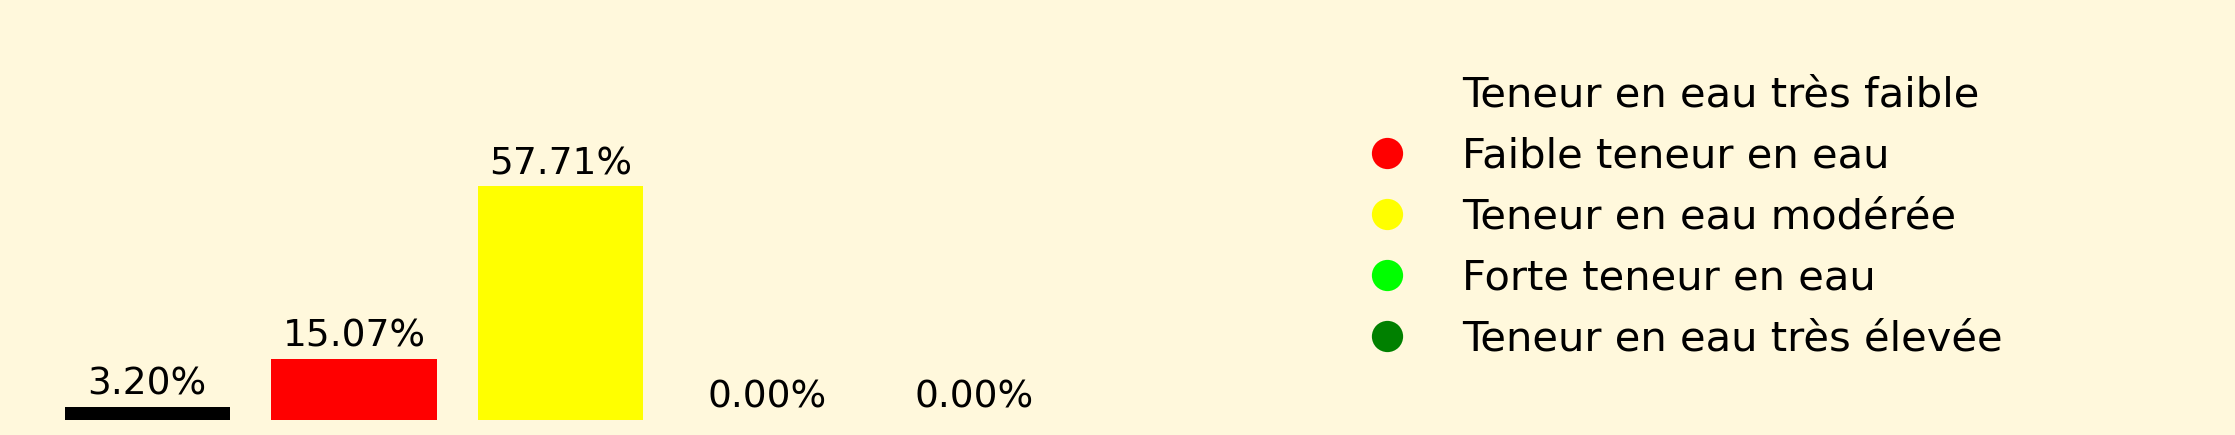 57.71%
15.07%
3.20%
0.00%
0.00%
Teneur en eau très faible
Faible teneur en eau
Teneur en eau modérée
Forte teneur en eau
Teneur en eau très élevée